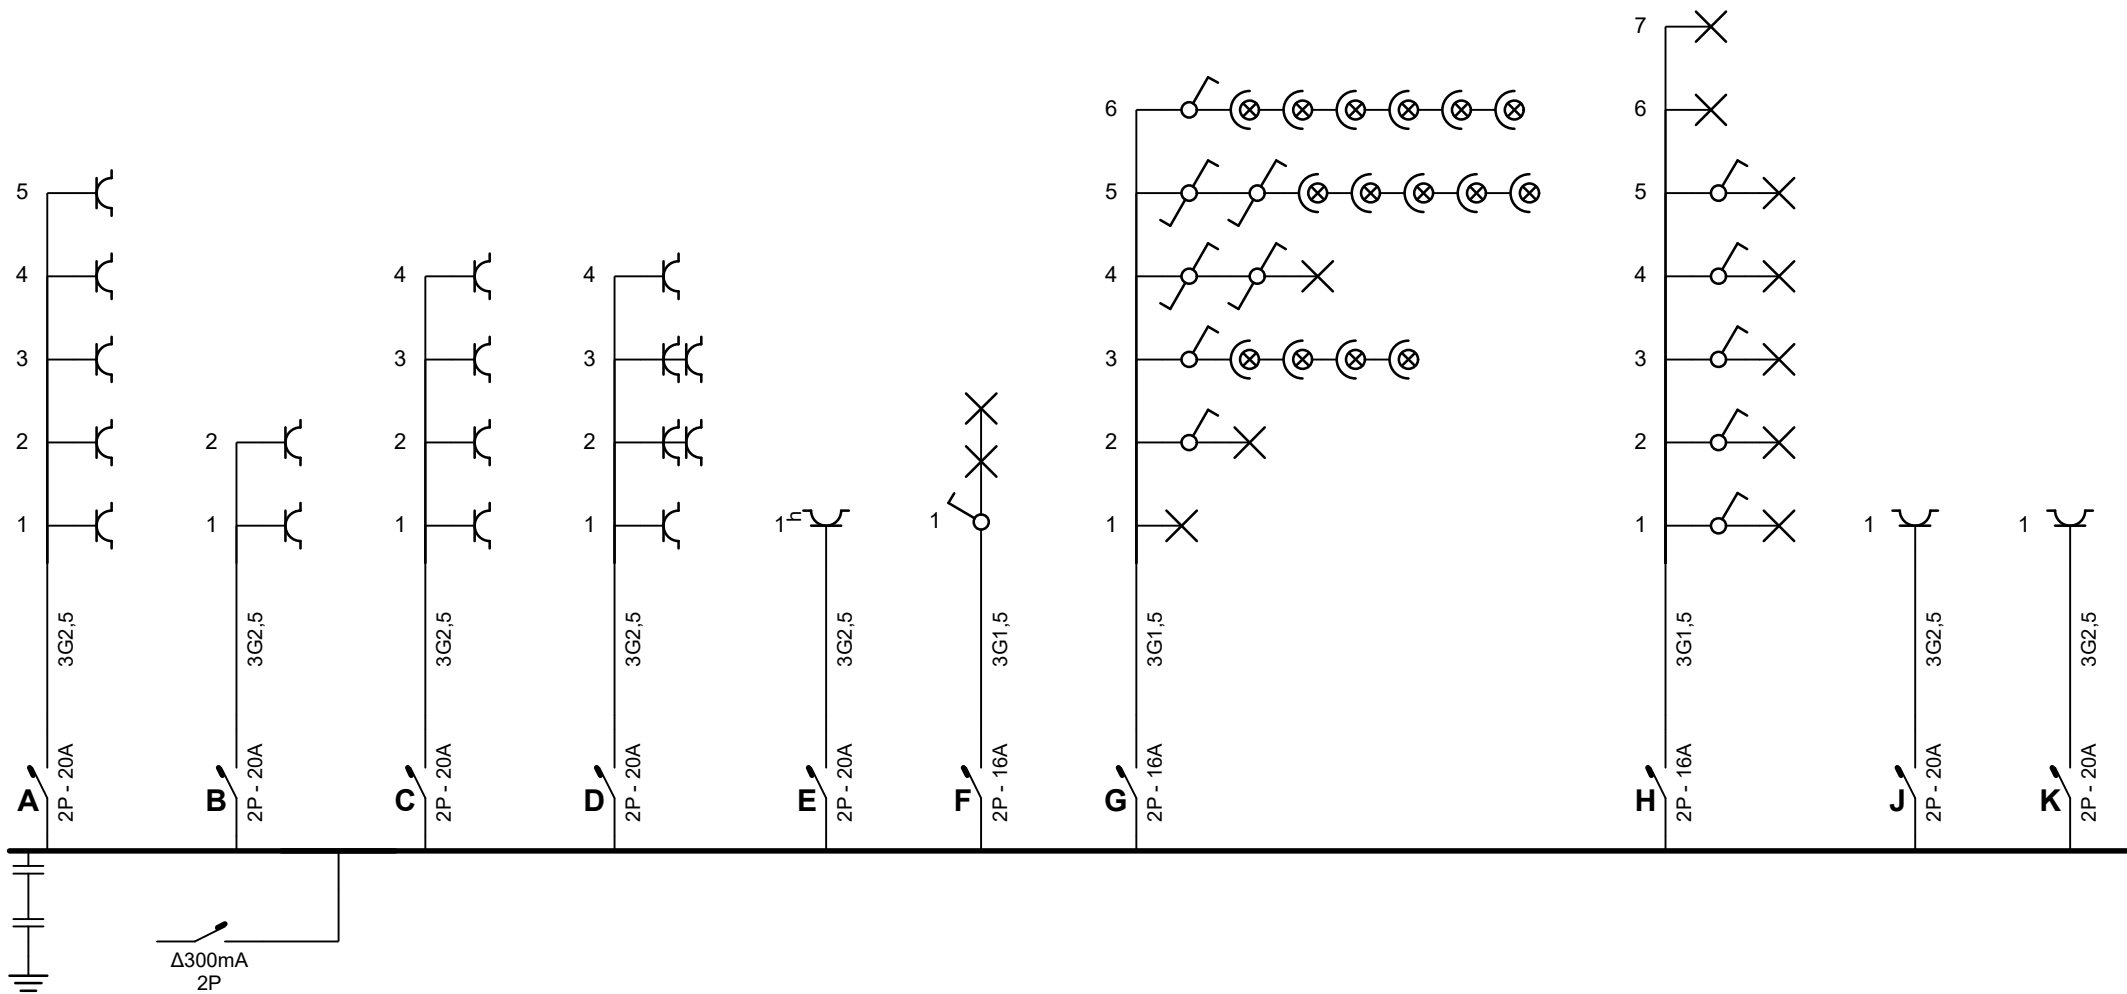 7
6
6
5
5
5
4
4
4
4
4
3
3
3
3
3
2
2
2
2
2
2
1
1
1
1
1h
1
1
1
1
1
3G2,5
3G2,5
3G2,5
3G2,5
3G2,5
3G1,5
3G1,5
3G1,5
3G2,5
3G2,5
A 2P - 20A
B 2P - 20A
C 2P - 20A
D 2P - 20A
E 2P - 20A
F 2P - 16A
G 2P - 16A
H 2P - 16A
J 2P - 20A
K 2P - 20A
Δ300mA
2P